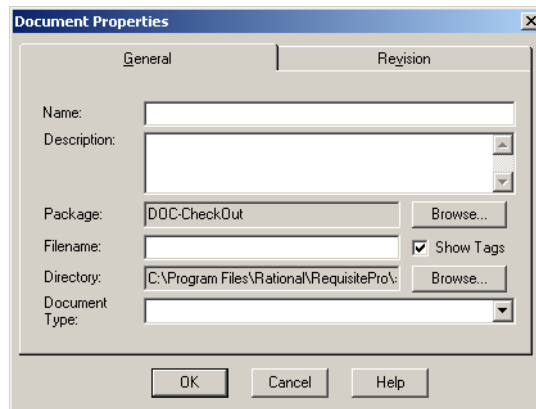 Document Properties
General Revision
Name:
Description:
Package: DOC-CheckOut Browse...
Filename: Show Tags
Directory: C:\Program Files\Rational\RequisitePro\ Browse...
Document
Type:
OK Cancel Help